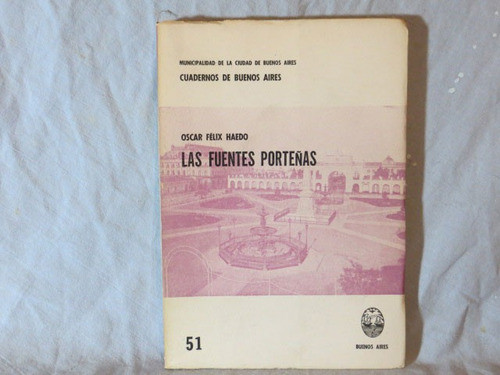 MUNICIPALIDAD DE LA CIUDAD DE BUENOS AIRES
CUADERNOS DE BUENOS AIRES
OSCAR FÉLIX HAEDO
LAS FUENTES PORTEÑAS
51
BUENOS AIRES